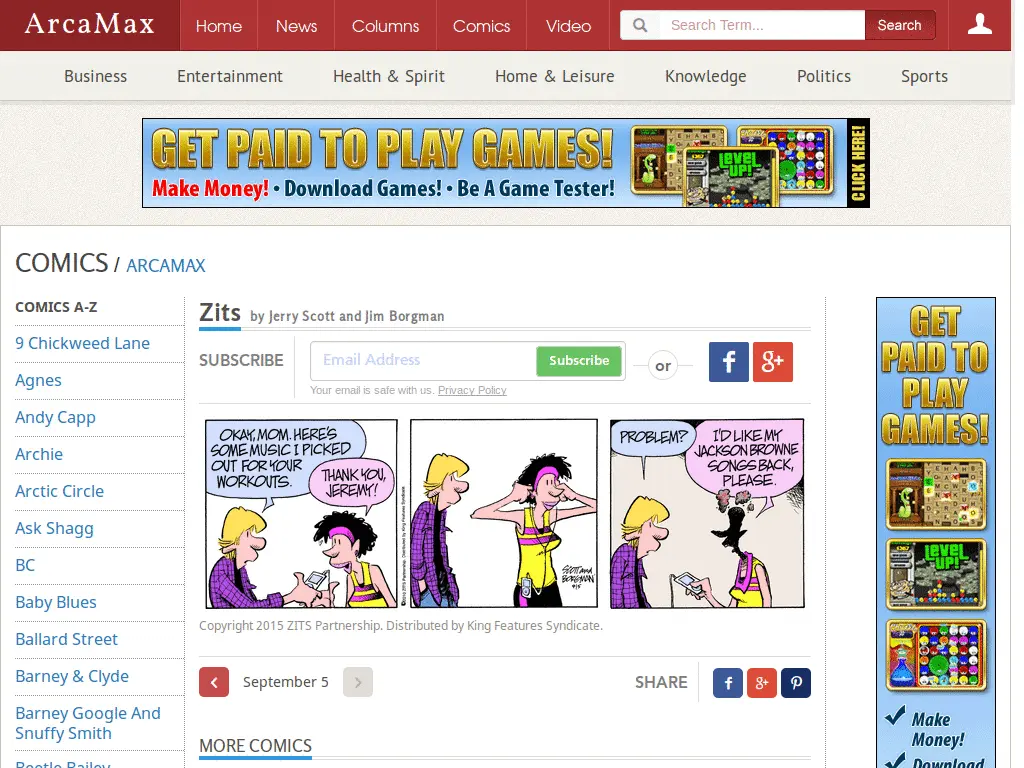 ArcaMax
Home
News
Columns
Comics
Video
Search Term...
Search
Business
Entertainment
Health & Spirit
Home & Leisure
Knowledge
Politics
Sports
GET PAID TO PLAY GAMES!
Make Money! • Download Games! • Be A Game Tester!
LEVEL UP!
CLICK HERE!
COMICS / ARCAMAX
COMICS A-Z
9 Chickweed Lane
Agnes
Andy Capp
Archie
Arctic Circle
Ask Shagg
BC
Baby Blues
Ballard Street
Barney & Clyde
Barney Google And
Snuffy Smith
Beetle Bailey
Zits by Jerry Scott and Jim Borgman
SUBSCRIBE
Email Address
Subscribe
or
f
g+
Your email is safe with us. Privacy Policy
OKAY, MOM. HERE'S
SOME MUSIC I PICKED
OUT FOR YOUR
WORKOUTS.
THANK YOU,
JEREMY!
SCOTT AND
BORGMAN
PROBLEM?
I'D LIKE MY
JACKSON BROWNE
SONGS BACK,
PLEASE.
Copyright 2015 ZITS Partnership. Distributed by King Features Syndicate.
September 5
SHARE
f
g+
MORE COMICS
GET
PAID TO
PLAY
GAMES!
LEVEL
UP!
Make
Money!
Download